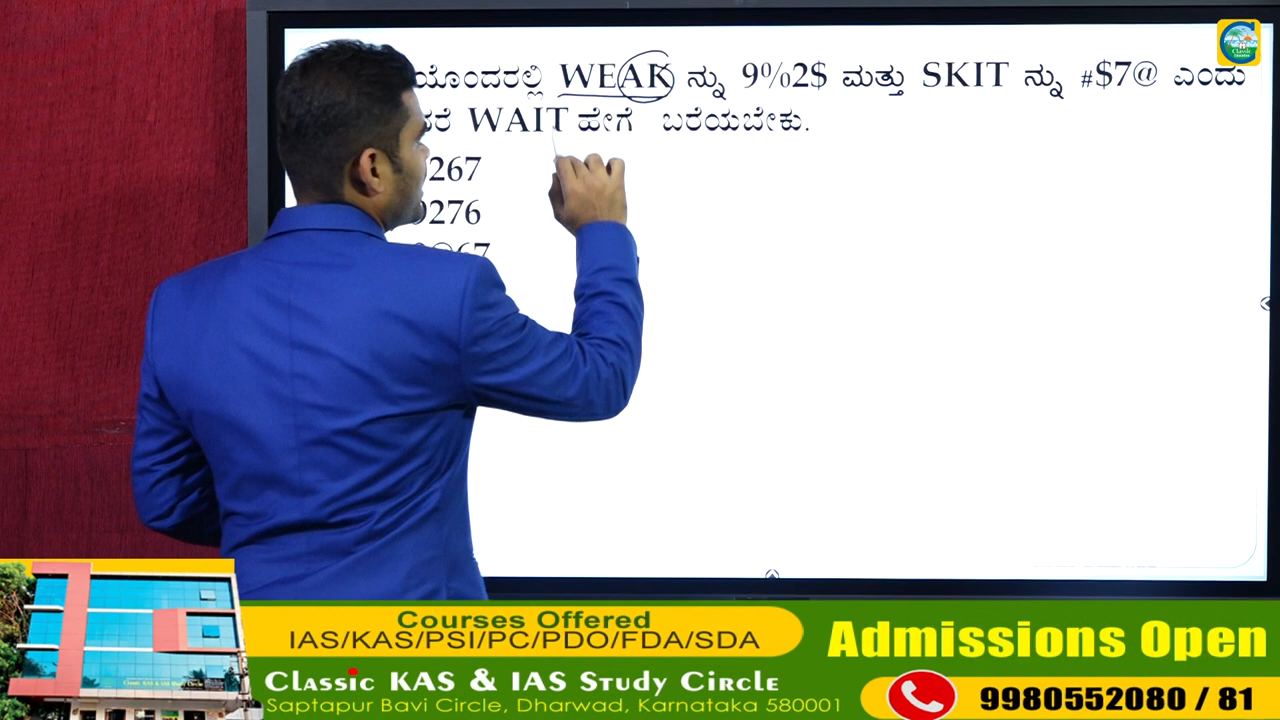 WEAK ನ್ನು 9%2$ ಮತ್ತು SKIT ನ್ನು #$7@ ಎಂದು
WAIT ಹೇಗೆ ಬರೆಯಬೇಕು.
267
276
Courses Offered
IAS/KAS/PSI/PC/PDO/FDA/SDA
Classic KAS & IAS Study Circle
Saptapur Bavi Circle, Dharwad, Karnataka 580001
Admissions Open
9980552080 / 81